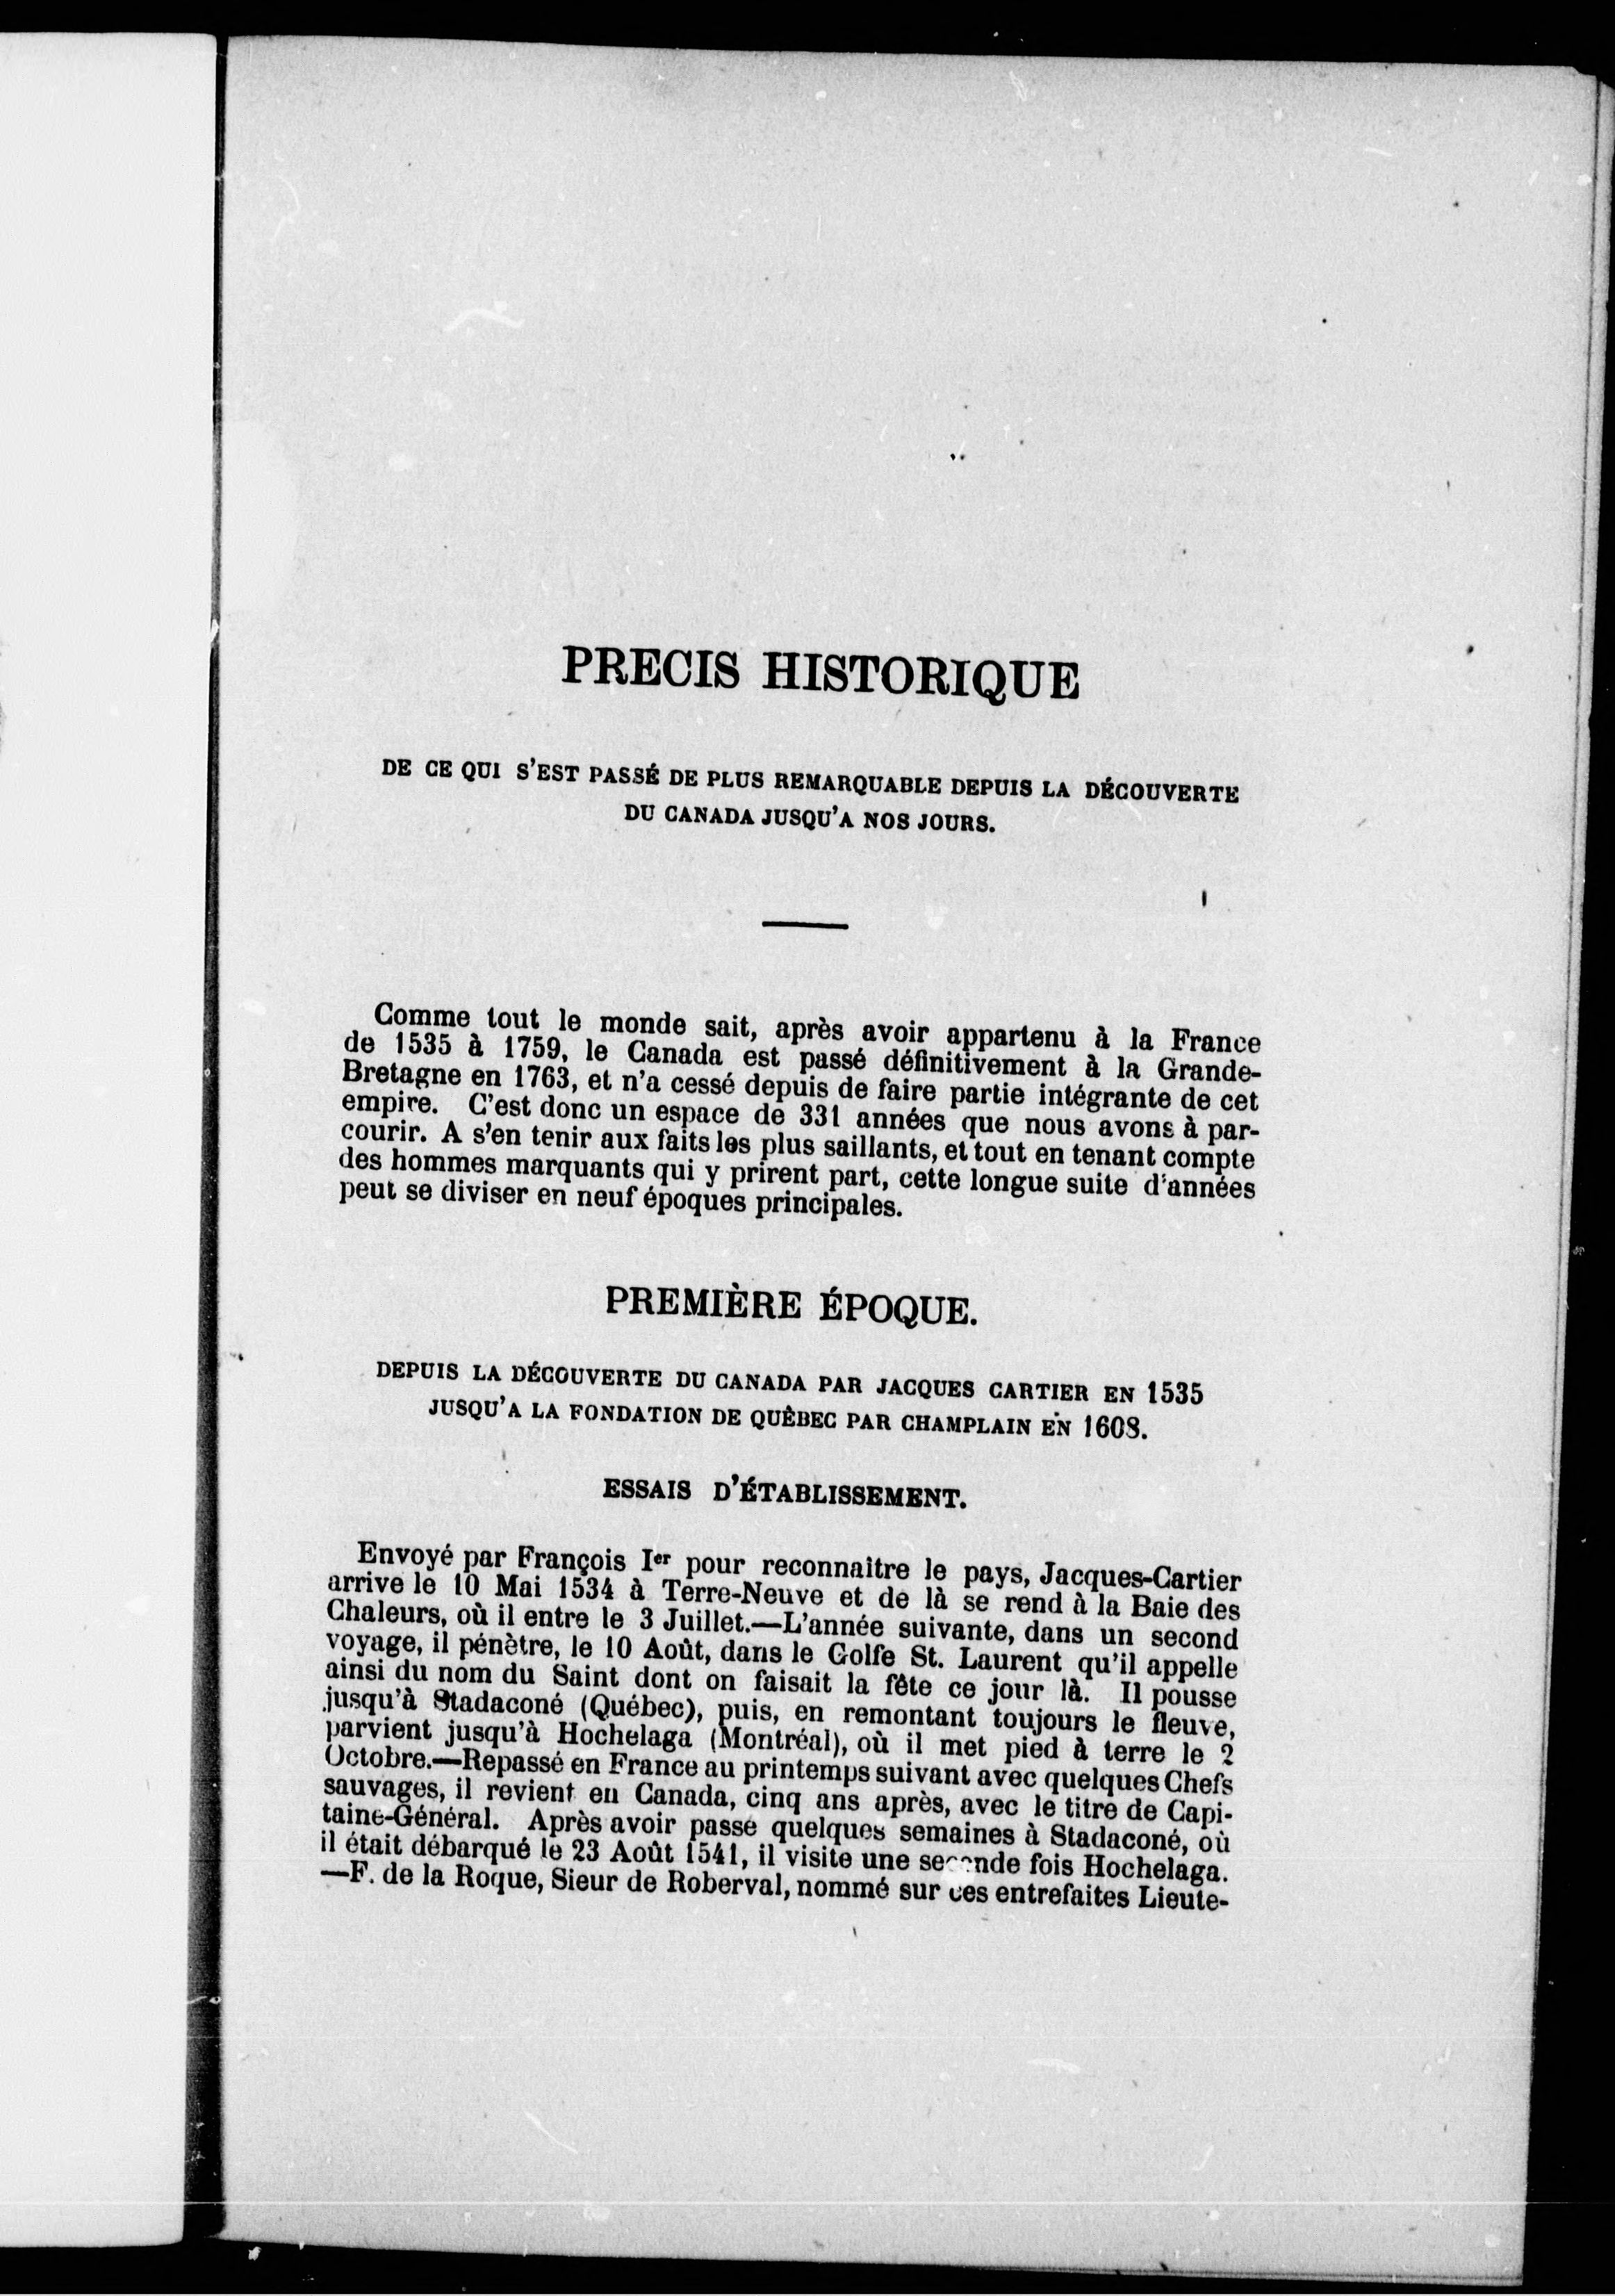 PRECIS HISTORIQUE
DE CE QUI S'EST PASSÉ DE PLUS REMARQUABLE DEPUIS LA DÉCOUVERTE
DU CANADA JUSQU'A NOS JOURS.
Comme tout le monde sait, après avoir appartenu à la France
de 1535 à 1759, le Canada est passé définitivement à la Grande-
Bretagne en 1763, et n'a cessé depuis de faire partie intégrante de cet
empire. C'est donc un espace de 331 années que nous avons à par-
courir. A s'en tenir aux faits les plus saillants, et tout en tenant compte
des hommes marquants qui y prirent part, cette longue suite d'années
peut se diviser en neuf époques principales.
PREMIÈRE ÉPOQUE.
DEPUIS LA DÉCOUVERTE DU CANADA PAR JACQUES CARTIER EN 1535
JUSQU'A LA FONDATION DE QUÊBEC PAR CHAMPLAIN EN 1608.
ESSAIS D'ÉTABLISSEMENT.
Envoyé par François Ier pour reconnaitre le pays, Jacques-Cartier
arrive le 10 Mai 1534 à Terre-Neuve et de là se rend à la Baie des
Chaleurs, où il entre le 3 Juillet.—L'année suivante, dans un second
voyage, il pénètre, le 10 Août, dans le Golfe St. Laurent qu'il appelle
ainsi du nom du Saint dont on faisait la fête ce jour là. Il pousse
jusqu'à Stadaconé (Québec), puis, en remontant toujours le fleuve,
parvient jusqu'à Hochelaga (Montréal), où il met pied à terre le 2
Octobre.—Repassé en France au printemps suivant avec quelques Chefs
sauvages, il revient en Canada, cinq ans après, avec le titre de Capi-
taine-Général. Après avoir passé quelques semaines à Stadaconé, où
il était débarqué le 23 Août 1541, il visite une seconde fois Hochelaga.
—F. de la Roque, Sieur de Roberval, nommé sur ces entrefaites Lieute-